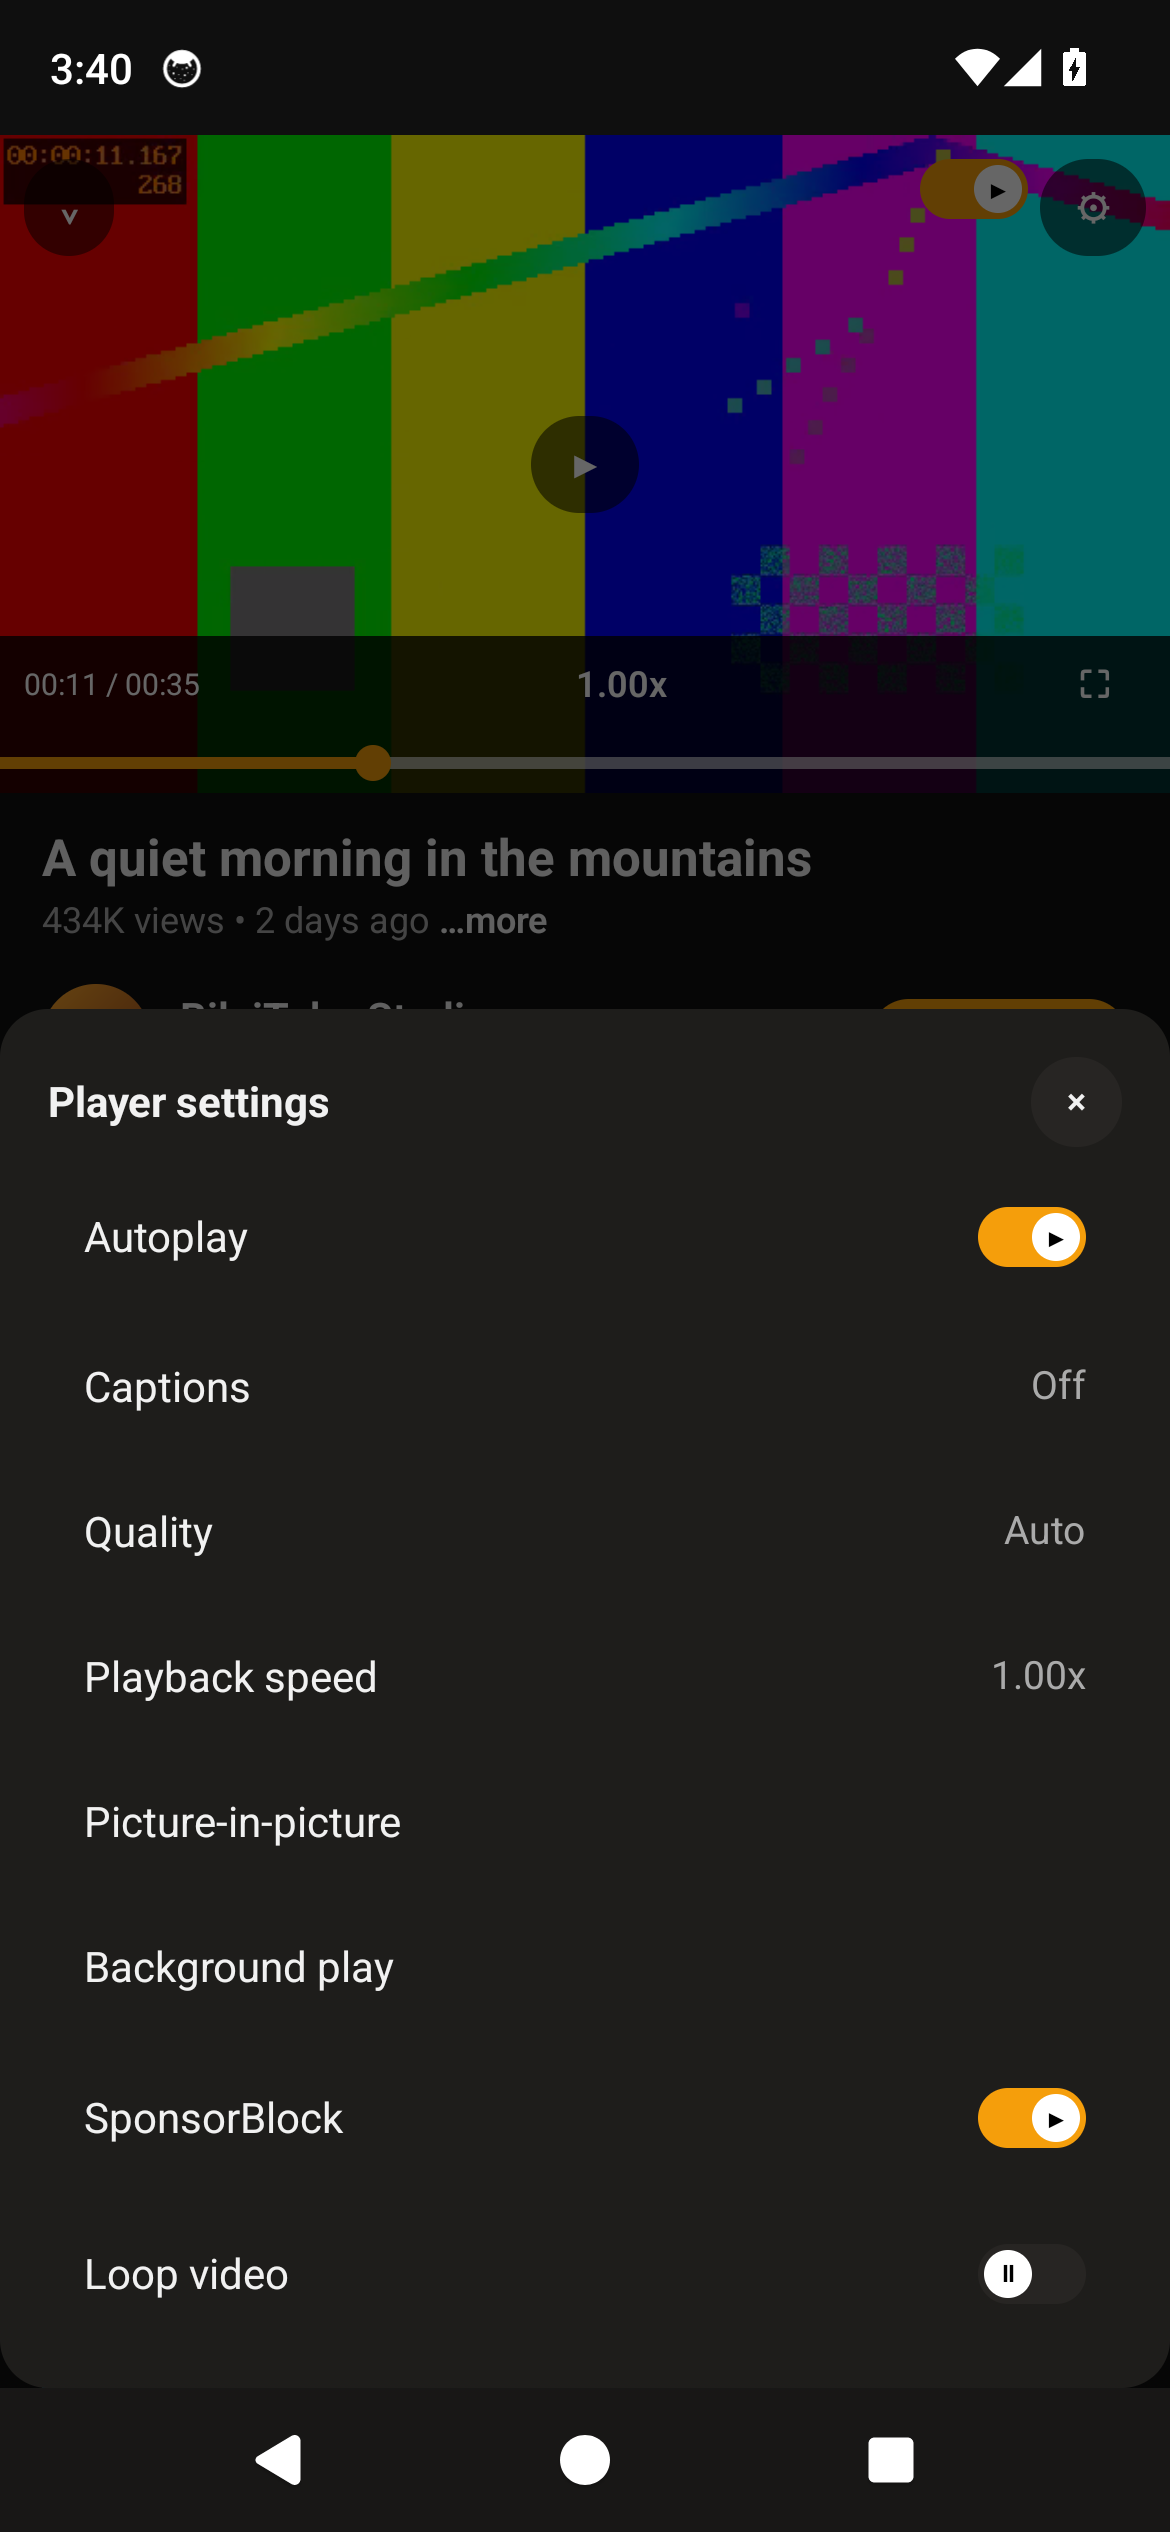 3:40
00:00:11.167
268
00:11 / 00:35
1.00x
A quiet morning in the mountains
434K views • 2 days ago ...more
Player settings
Autoplay
Captions
Off
Quality
Auto
Playback speed
1.00x
Picture-in-picture
Background play
SponsorBlock
Loop video